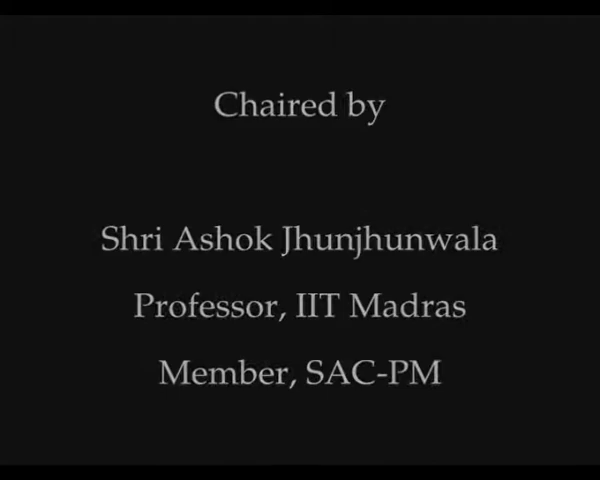 Chaired by
Shri Ashok Jhunjhunwala
Professor, IIT Madras
Member, SAC-PM